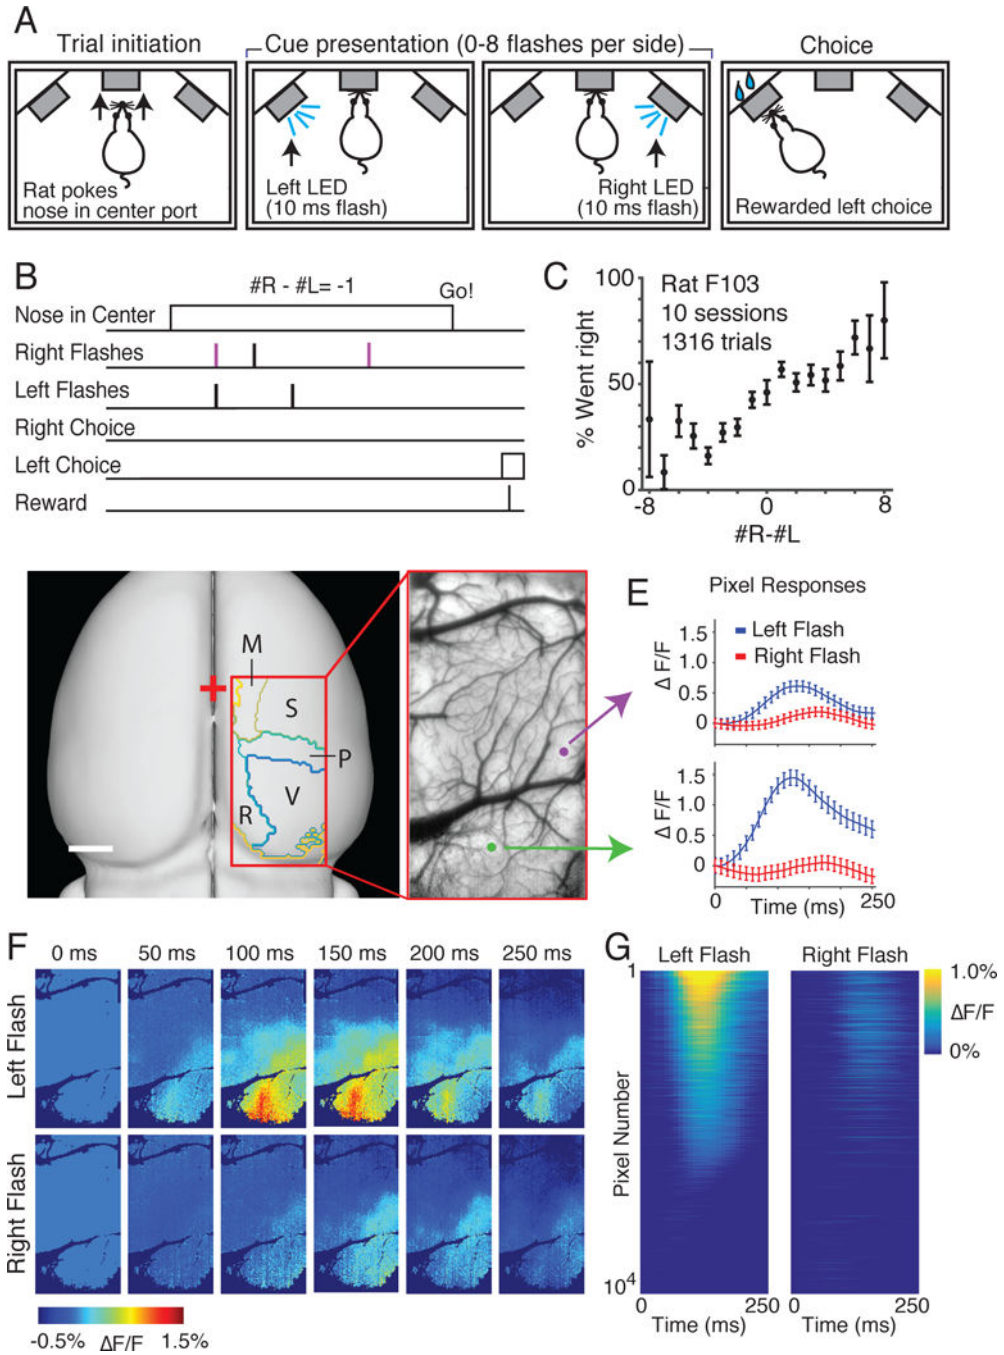 A
Trial initiation
Cue presentation (0-8 flashes per side)
Choice
Rat pokes
nose in center port
Left LED
(10 ms flash)
Right LED
(10 ms flash)
Rewarded left choice
B
#R - #L= -1
Go!
Nose in Center
Right Flashes
Left Flashes
Right Choice
Left Choice
Reward
C
Rat F103
10 sessions
1316 trials
% Went right
100
50
0
-8
0
8
#R-#L
M
S
P
V
R
E
Pixel Responses
Left Flash
Right Flash
Δ F/F
1.5
1.0
0.5
0
Δ F/F
1.5
1.0
0.5
0
0
250
Time (ms)
F
0 ms
50 ms
100 ms
150 ms
200 ms
250 ms
Left Flash
Right Flash
-0.5%
ΔF/F
1.5%
G
Left Flash
Right Flash
1
Pixel Number
10⁴
0
250
0
250
Time (ms)
Time (ms)
1.0%
ΔF/F
0%